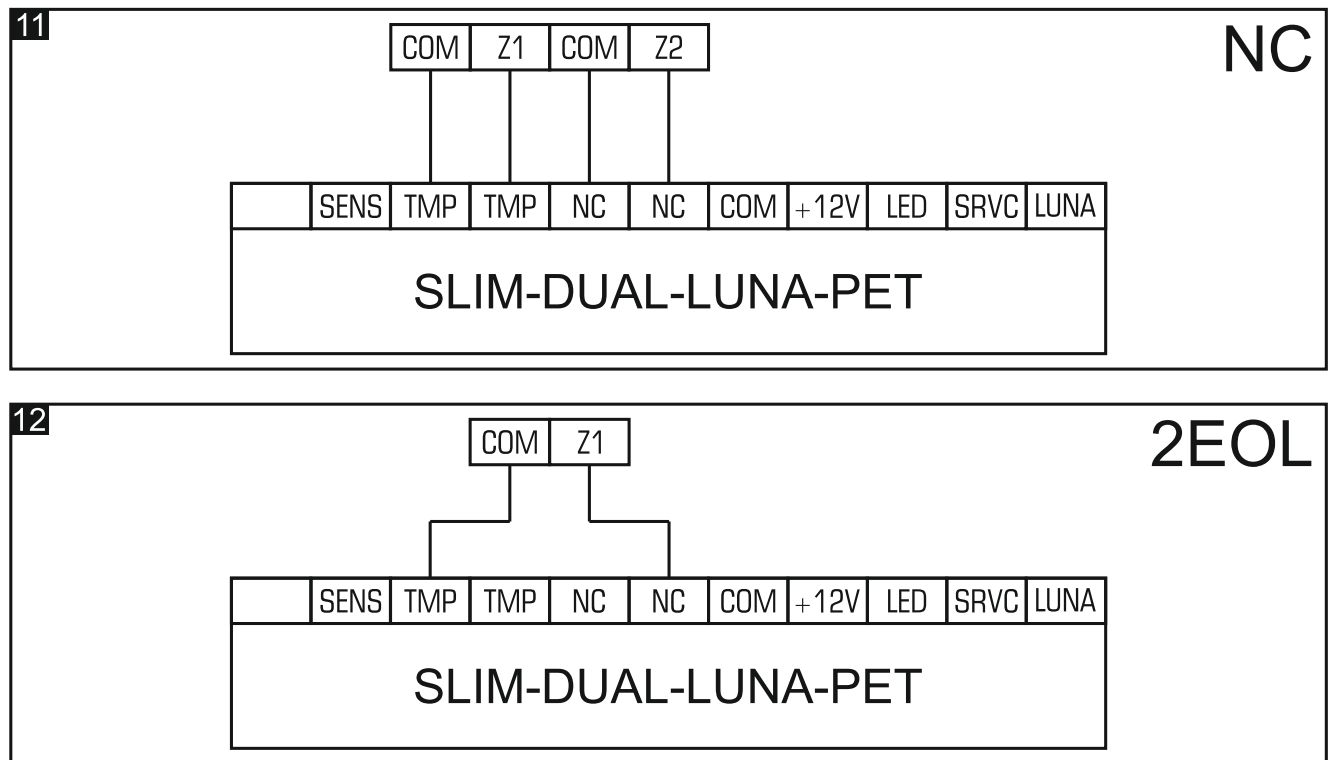 11
NC
COM Z1 COM Z2
SENS TMP TMP NC NC COM +12V LED SRVC LUNA
SLIM-DUAL-LUNA-PET
12
2EOL
COM Z1
SENS TMP TMP NC NC COM +12V LED SRVC LUNA
SLIM-DUAL-LUNA-PET